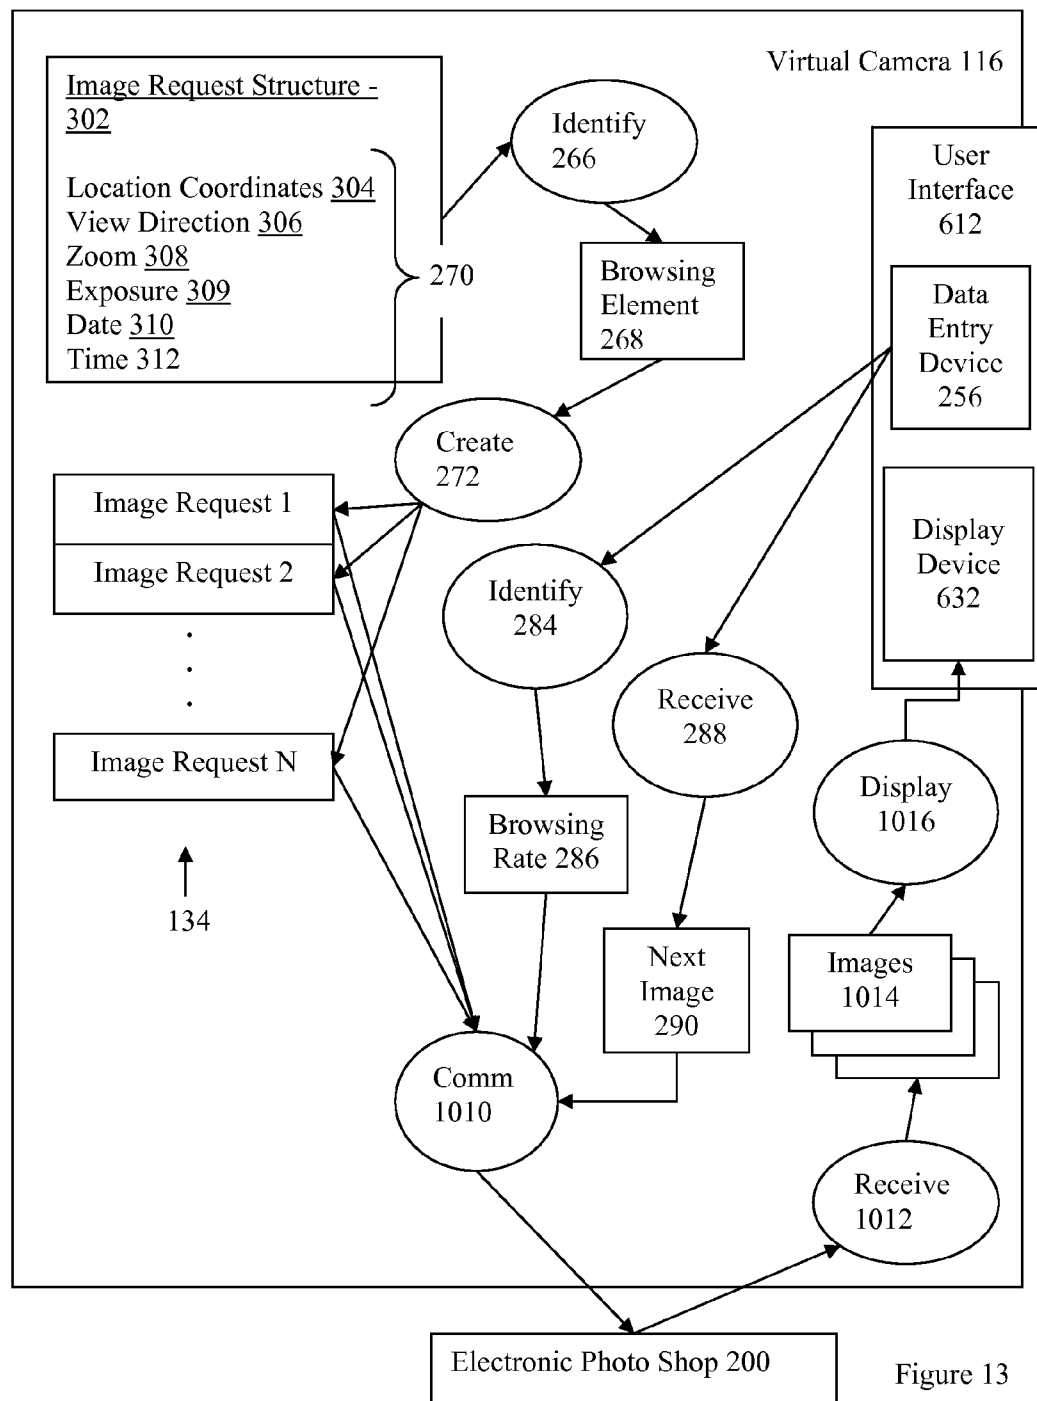 Virtual Camera 116
Image Request Structure -
302
Location Coordinates 304
View Direction 306
Zoom 308
Exposure 309
Date 310
Time 312
270
Identify
266
Browsing
Element
268
User
Interface
612
Data
Entry
Device
256
Display
Device
632
Create
272
Image Request 1
Image Request 2
.
.
.
Image Request N
134
Identify
284
Receive
288
Browsing
Rate 286
Next
Image
290
Display
1016
Images
1014
Comm
1010
Receive
1012
Electronic Photo Shop 200
Figure 13